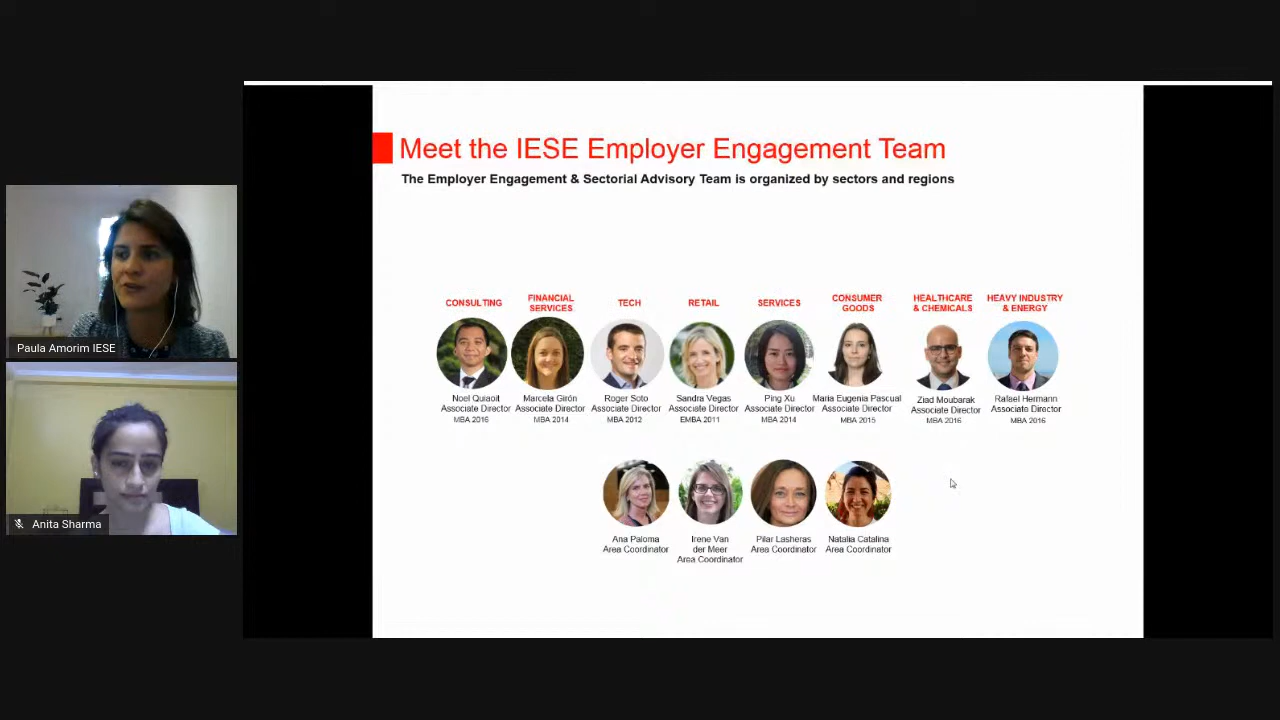 Meet the IESE Employer Engagement Team
The Employer Engagement & Sectorial Advisory Team is organized by sectors and regions
CONSULTING
FINANCIAL
SERVICES
TECH
RETAIL
SERVICES
CONSUMER
GOODS
HEALTHCARE
& CHEMICALS
HEAVY INDUSTRY
& ENERGY
Noel Quiaoit
Associate Director
MBA 2016
Marcela Girón
Associate Director
MBA 2014
Roger Soto
Associate Director
MBA 2012
Sandra Vegas
Associate Director
EMBA 2011
Ping Xu
Associate Director
MBA 2014
Maria Eugenia Pascual
Associate Director
MBA 2015
Ziad Moubarak
Associate Director
MBA 2016
Rafael Hermann
Associate Director
MBA 2016
Ana Paloma
Area Coordinator
Irene Van
der Meer
Area Coordinator
Pilar Lasheras
Area Coordinator
Natalia Catalina
Area Coordinator
Paula Amorim IESE
Anita Sharma